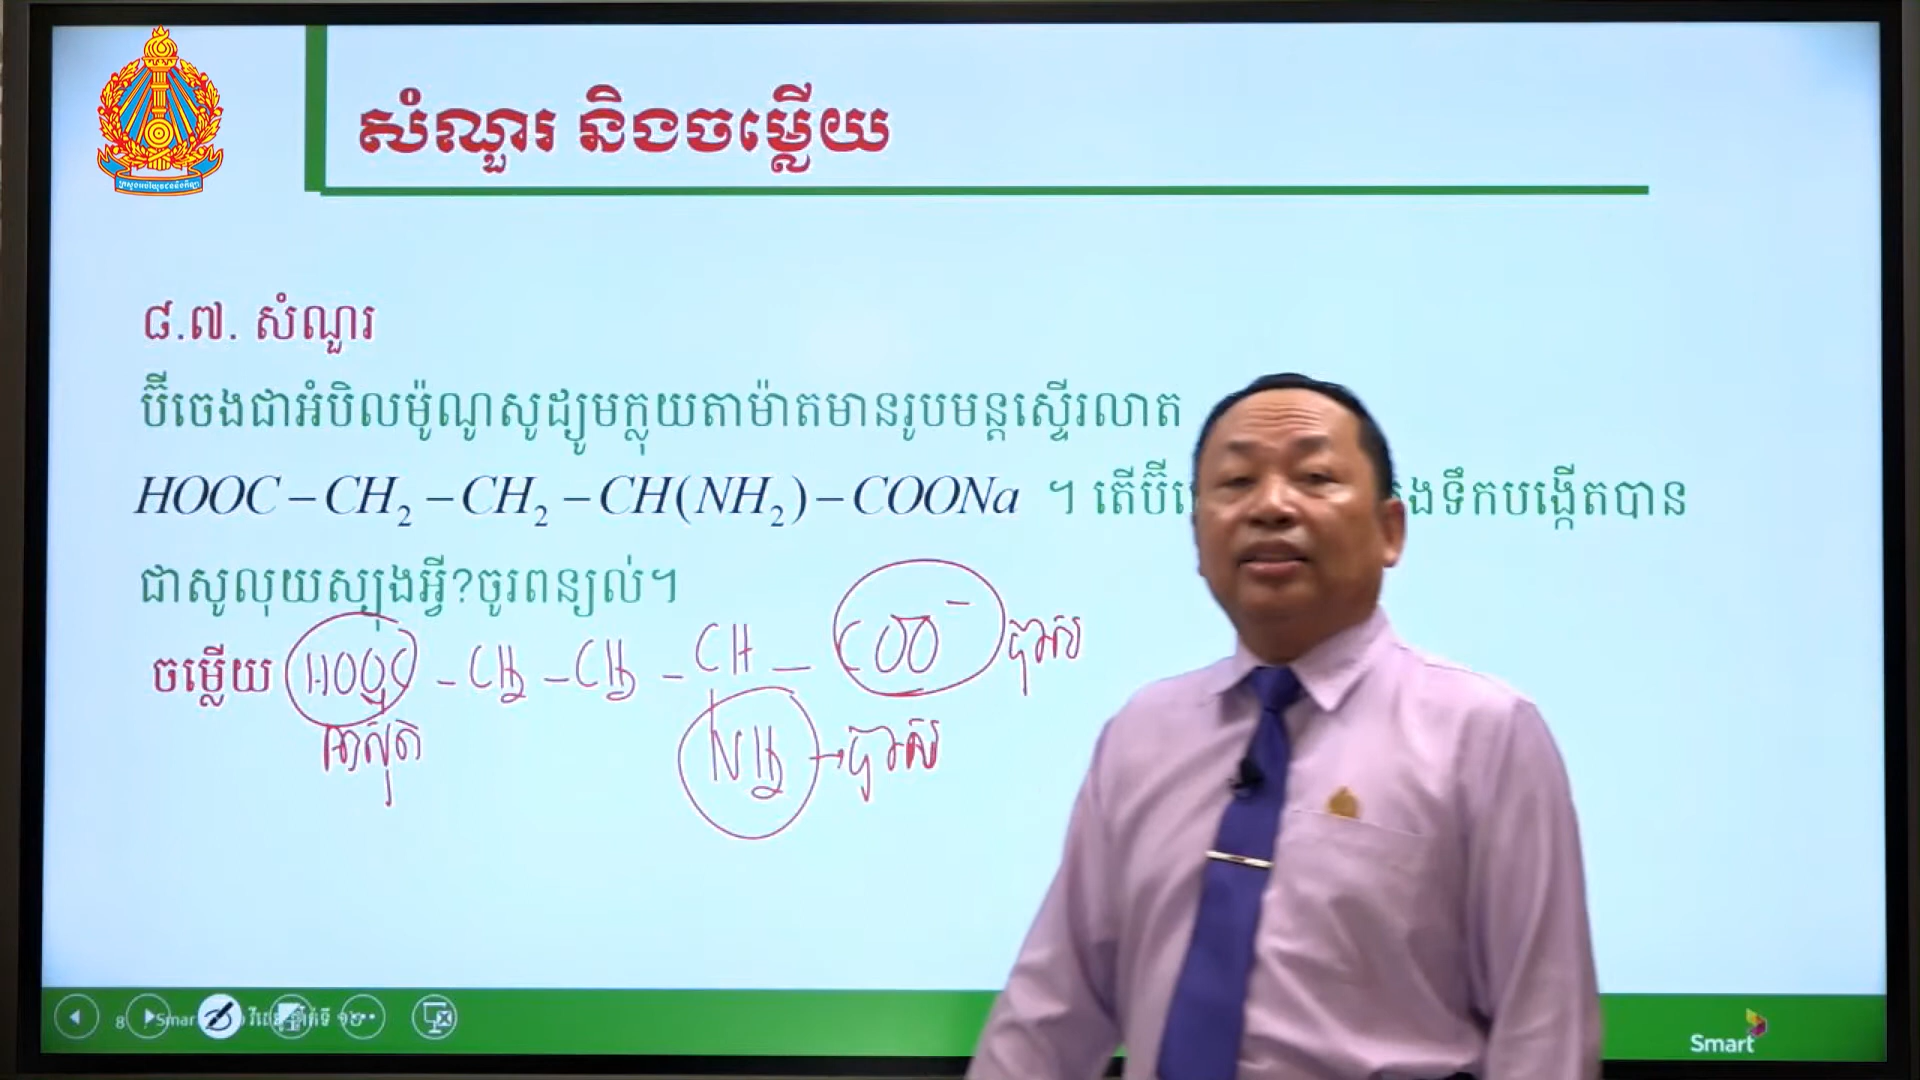 សំណួរ និងចម្លើយ
៨.៧. សំណួរ
ប៊ីចេងជាអំបិលម៉ូណូសូដ្យូមក្លុយតាម៉ាតមានរូបមន្តស្ទើរលាត
HOOC – CH2 – CH2 – CH(NH2) – COONa ។ តើប៊ី ងទឹកបង្កើតបាន
ជាសូលុយស្យុងអ្វី?ចូរពន្យល់។
ចម្លើយ HOOC – CH2 – CH2 – CH – COO⁻ បាស
អាស៊ីត NH2 → បាស
8 Smar
Smart